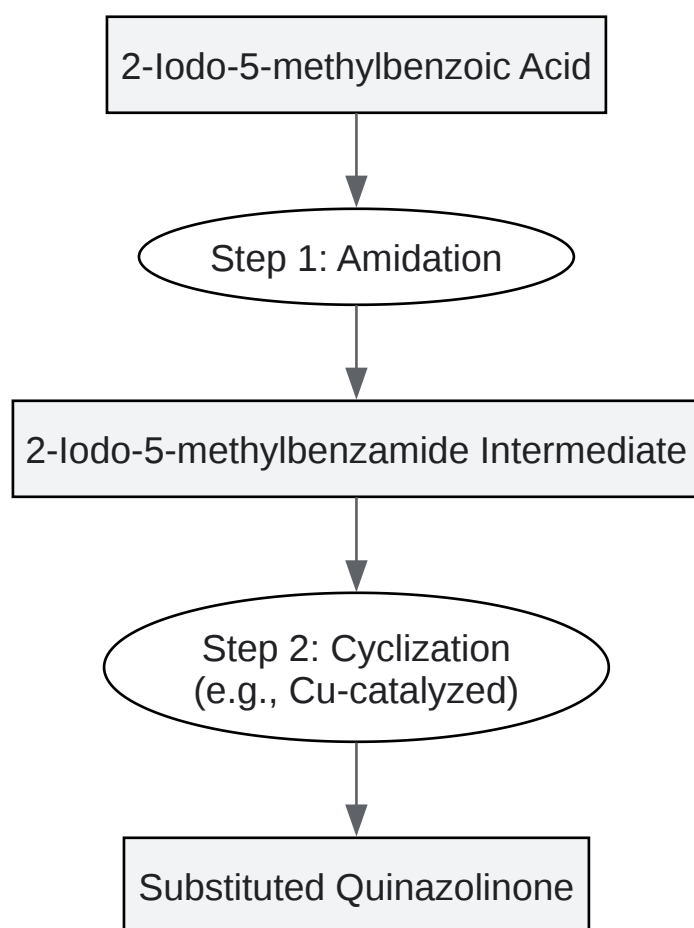 2-Iodo-5-methylbenzoic Acid
Step 1: Amidation
2-Iodo-5-methylbenzamide Intermediate
Step 2: Cyclization
(e.g., Cu-catalyzed)
Substituted Quinazolinone